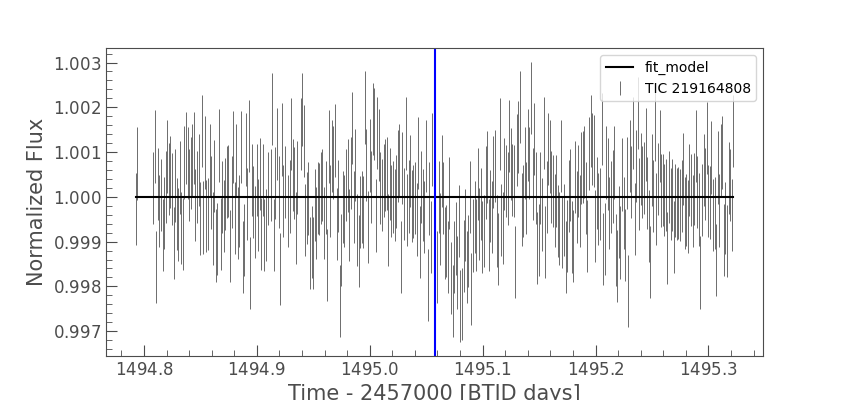 1.003
1.002
1.001
1.000
0.999
0.998
0.997
Normalized Flux
fit_model
TIC 219164808
1494.8 1494.9 1495.0 1495.1 1495.2 1495.3
Time - 2457000 [BTJD days]